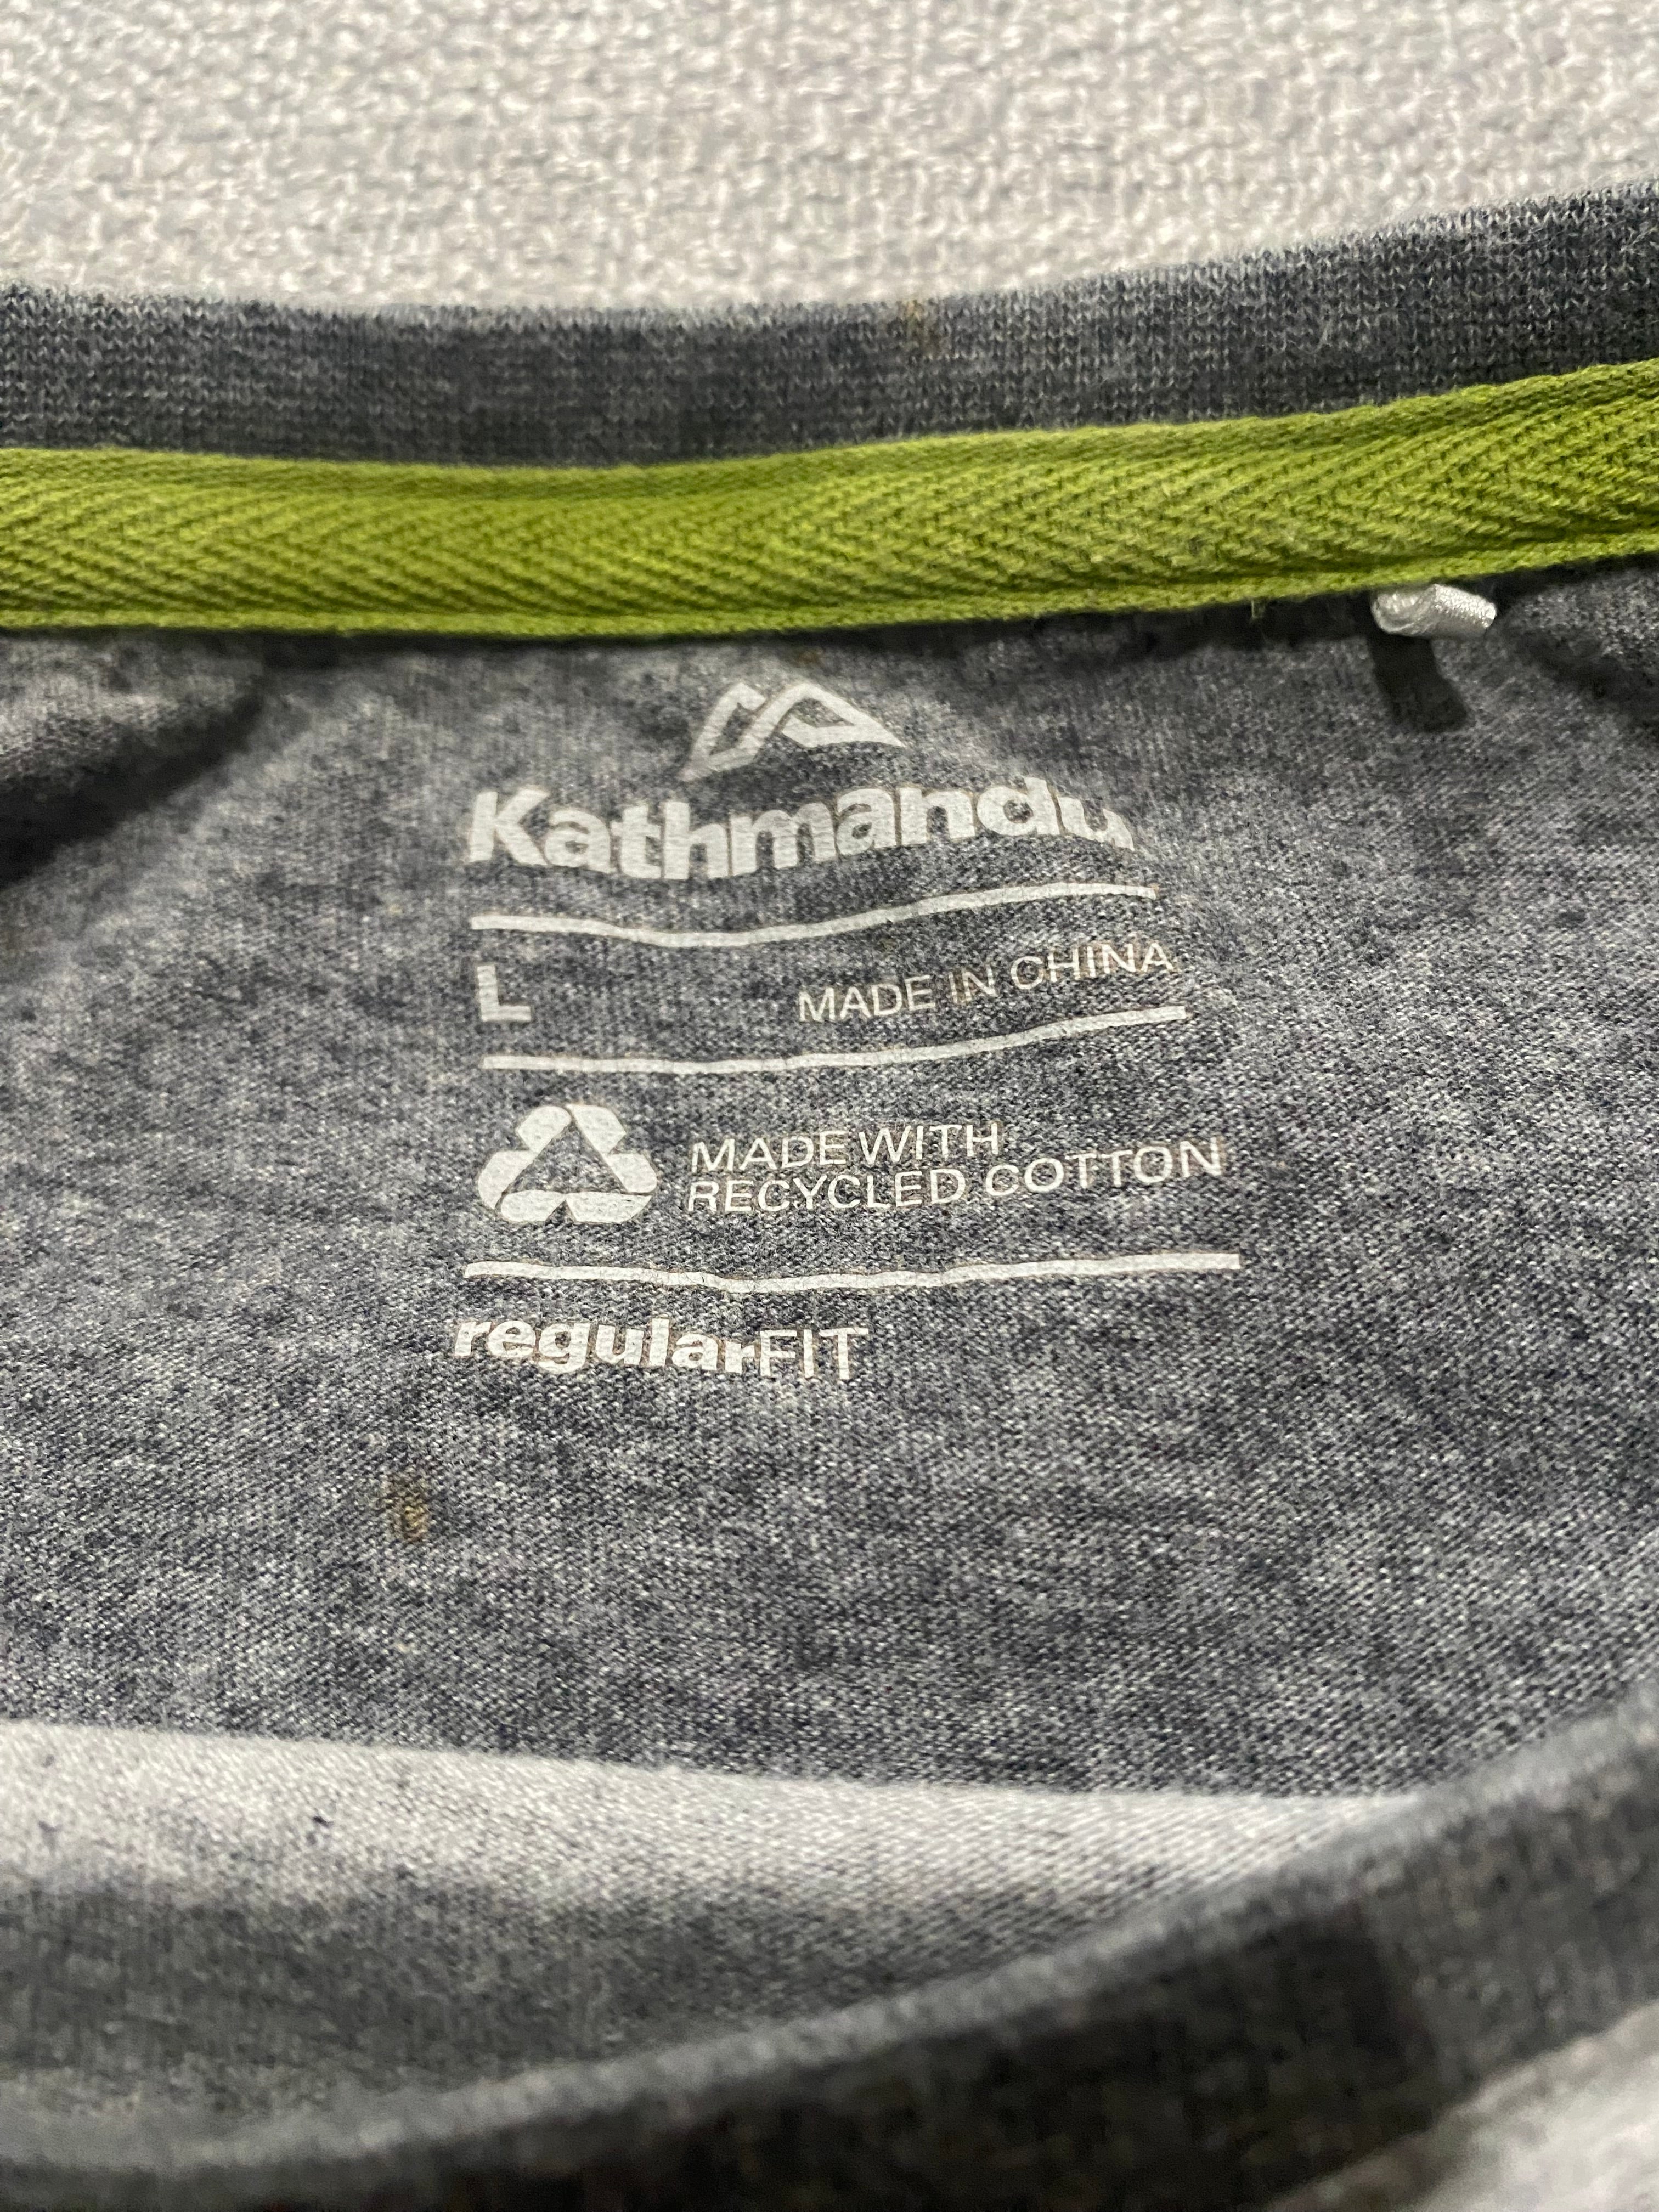 Kathmandu
L MADE IN CHINA
MADE WITH
RECYCLED COTTON
regularFIT